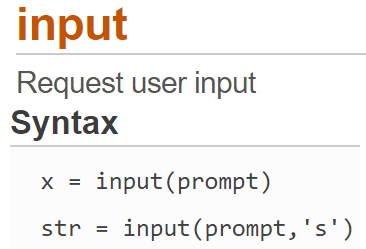 input
Request user input
Syntax
x = input(prompt)
str = input(prompt,'s')